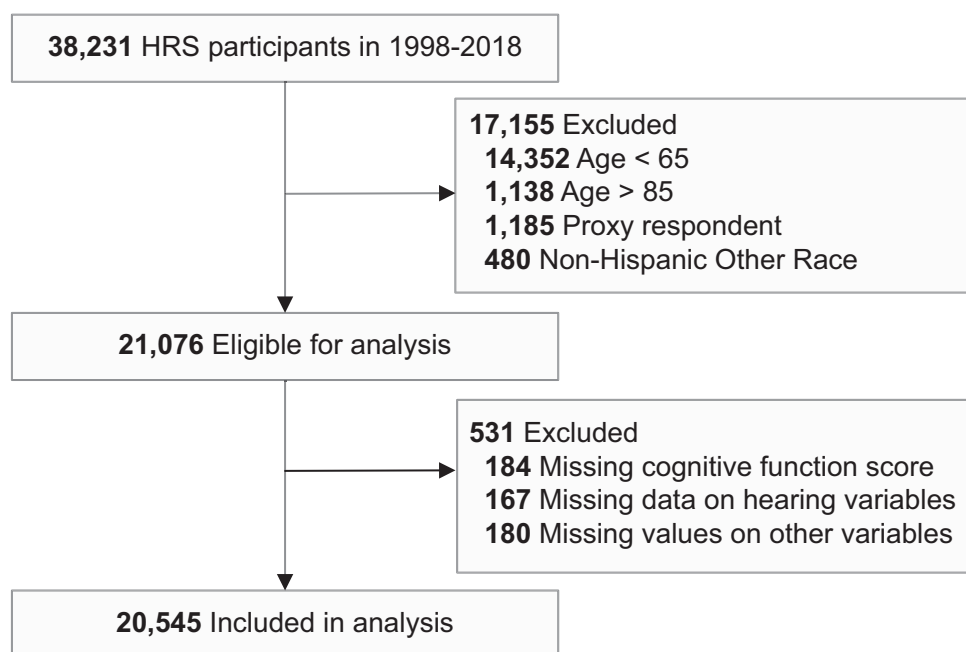 38,231 HRS participants in 1998-2018
17,155 Excluded
14,352 Age < 65
1,138 Age > 85
1,185 Proxy respondent
480 Non-Hispanic Other Race
21,076 Eligible for analysis
531 Excluded
184 Missing cognitive function score
167 Missing data on hearing variables
180 Missing values on other variables
20,545 Included in analysis